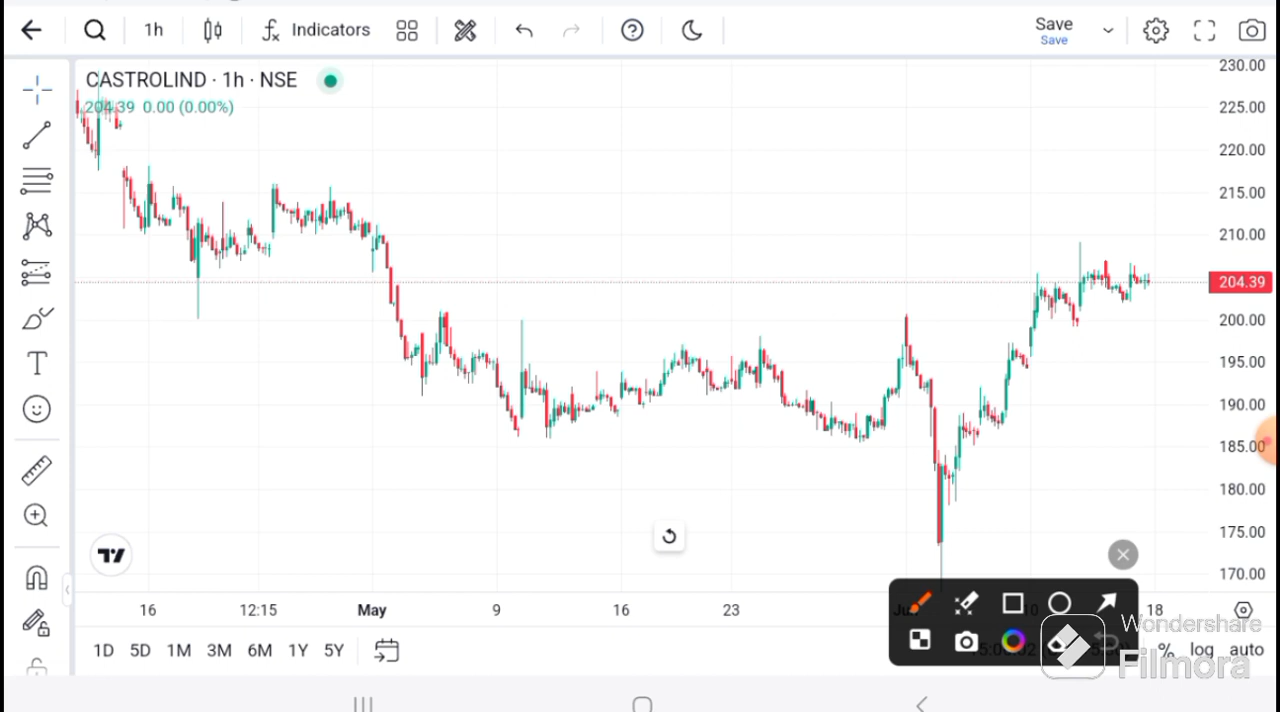 1h
Indicators
Save
Save
CASTROLIND · 1h · NSE
204.39 0.00 (0.00%)
230.00
225.00
220.00
215.00
210.00
204.39
200.00
195.00
190.00
185.00
180.00
175.00
170.00
16 12:15 May 9 16 23 10 18
1D 5D 1M 3M 6M 1Y 5Y
% log auto
Wondershare
Filmora